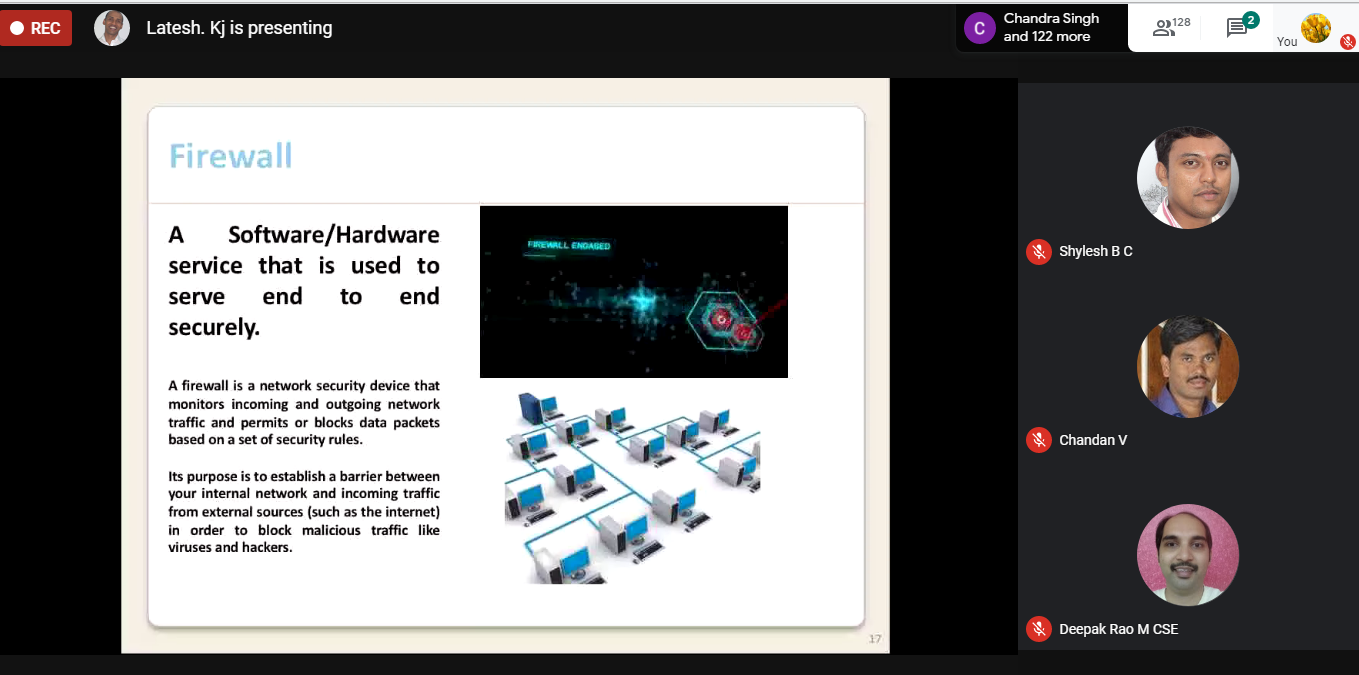 REC
Latesh. Kj is presenting
C
Chandra Singh
and 122 more
128
2
You
Firewall
A Software/Hardware
service that is used to
serve end to end
securely.
FIREWALL ENGAGED
A firewall is a network security device that
monitors incoming and outgoing network
traffic and permits or blocks data packets
based on a set of security rules.
Its purpose is to establish a barrier between
your internal network and incoming traffic
from external sources (such as the internet)
in order to block malicious traffic like
viruses and hackers.
17
Shylesh B C
Chandan V
Deepak Rao M CSE